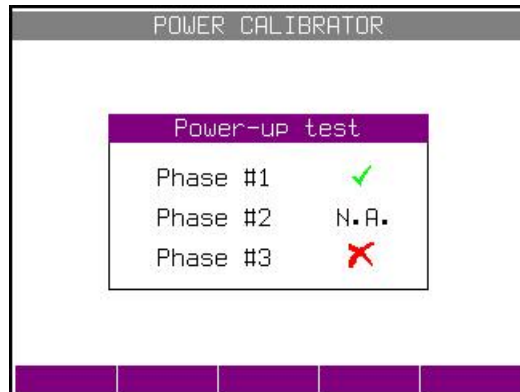 POWER CALIBRATOR
Power-up test
Phase #1
Phase #2 N.A.
Phase #3